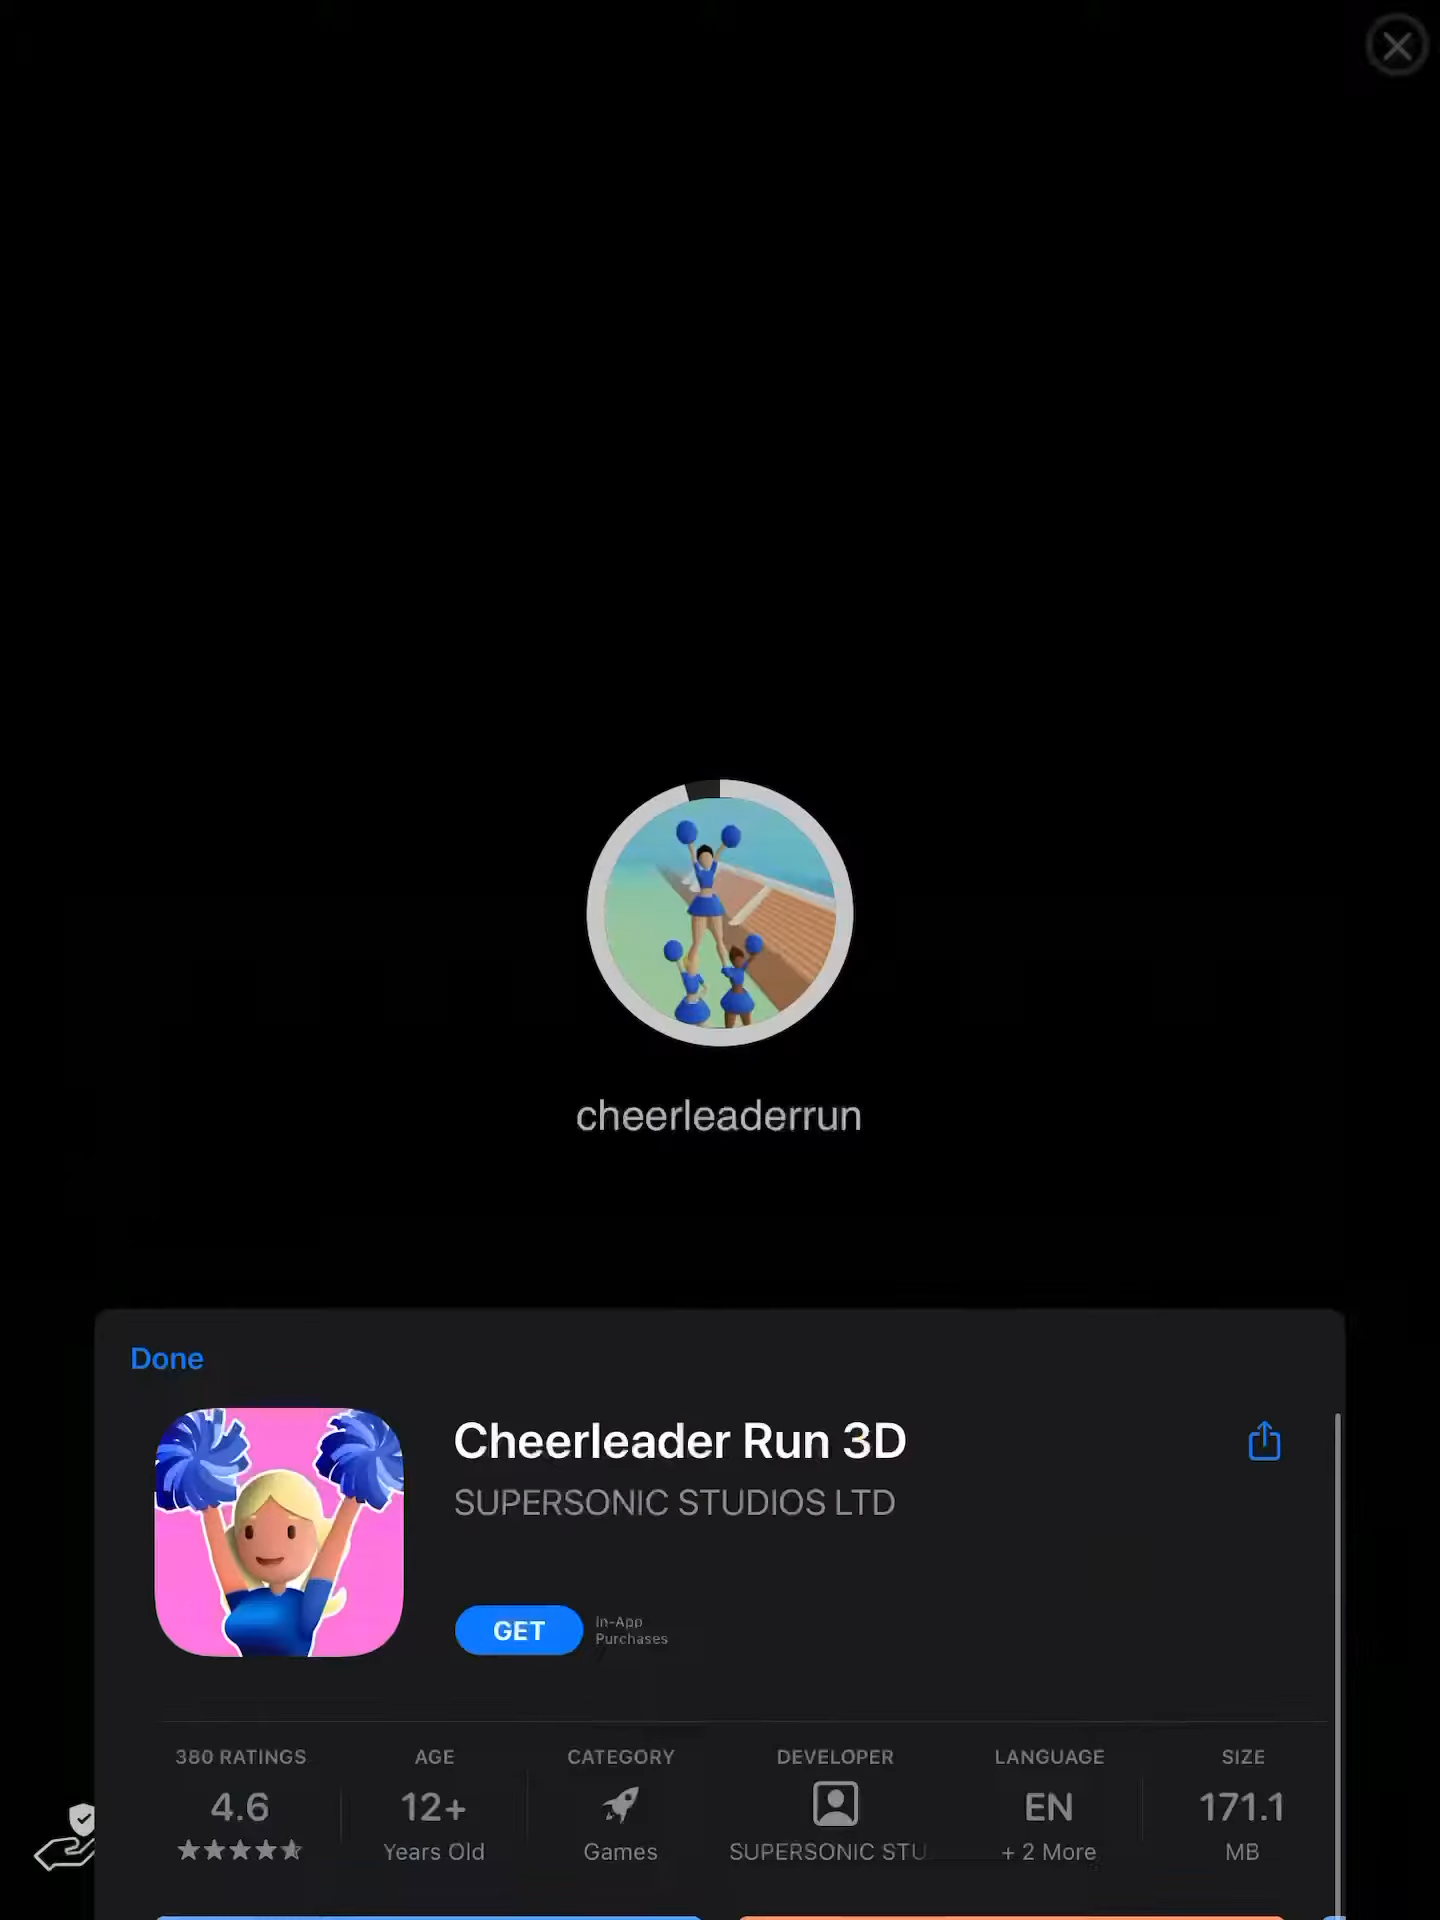 cheerleaderrun
Done
Cheerleader Run 3D
SUPERSONIC STUDIOS LTD
GET
In-App
Purchases
380 RATINGS AGE CATEGORY DEVELOPER LANGUAGE SIZE
4.6 12+ EN 171.1
Years Old Games SUPERSONIC STU + 2 More MB